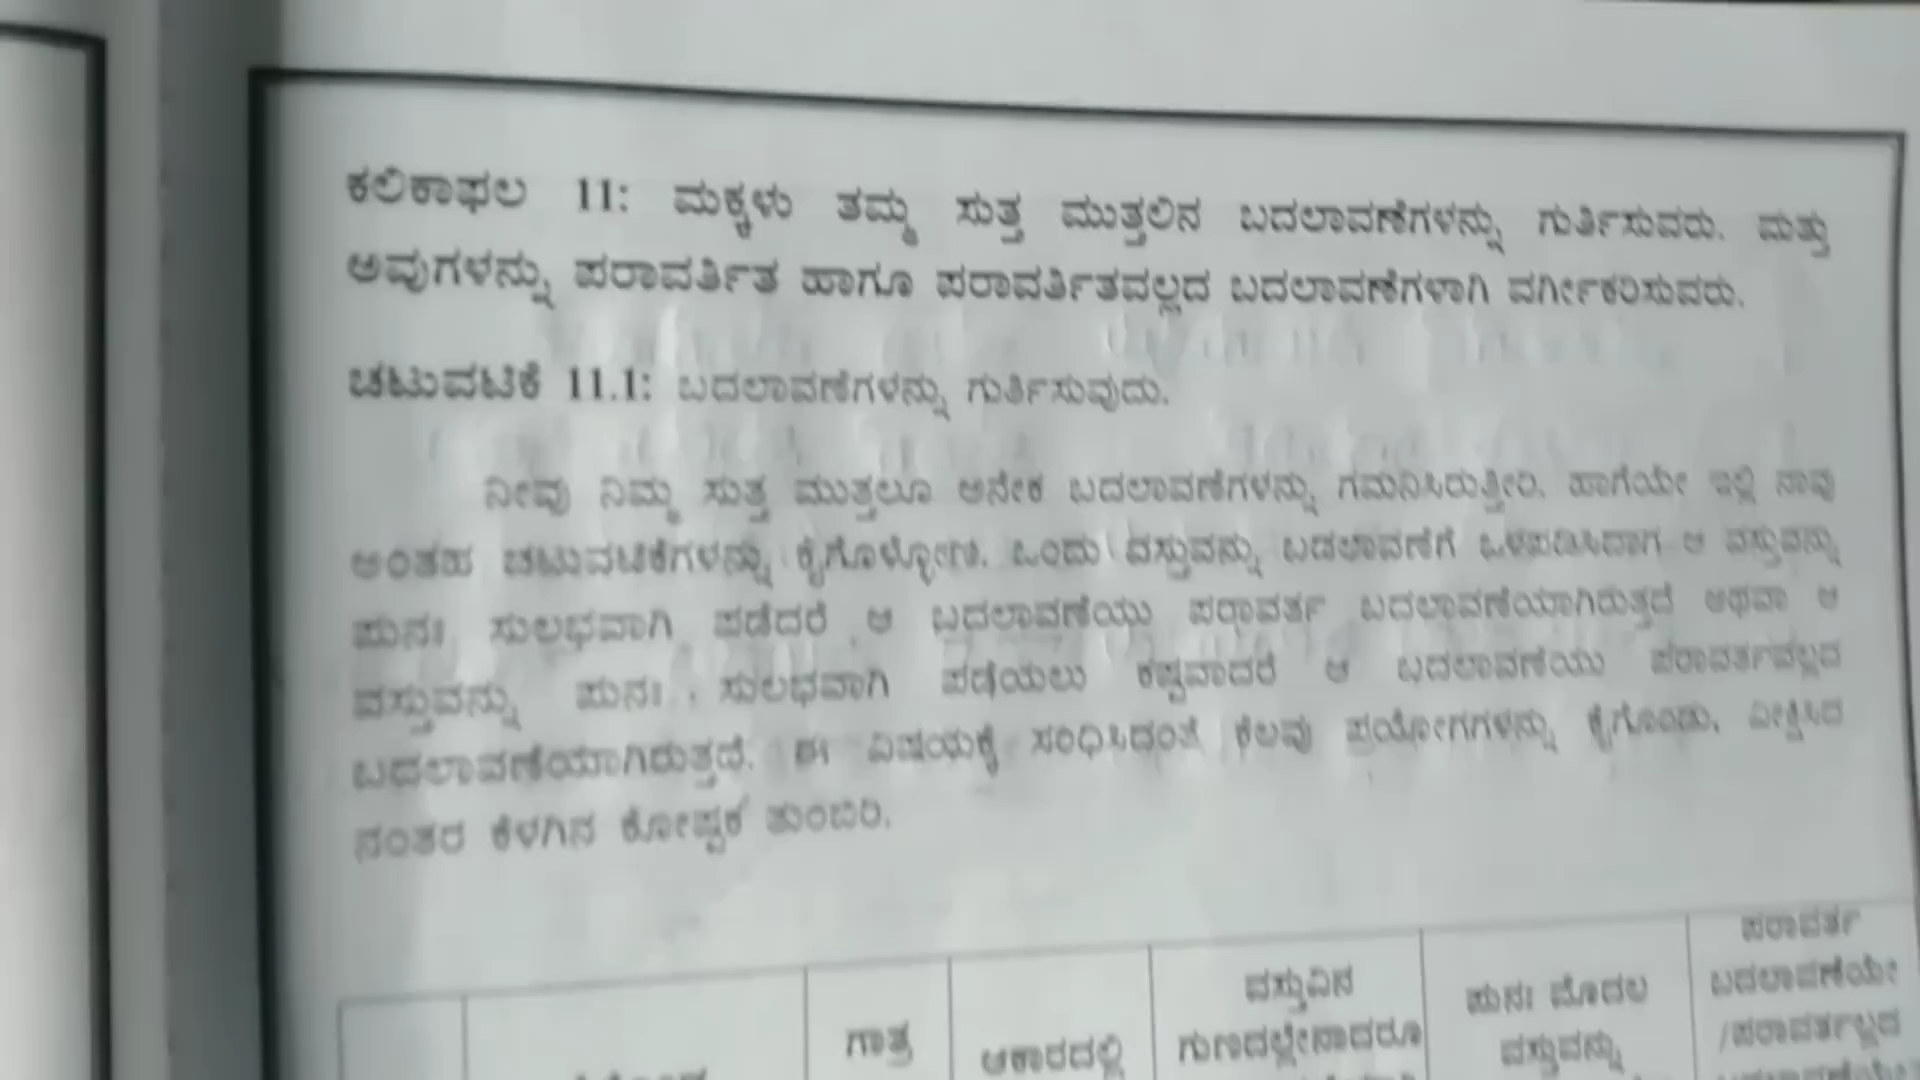 ಕಲಿಕಾಫಲ 11: ಮಕ್ಕಳು ತಮ್ಮ ಸುತ್ತ ಮುತ್ತಲಿನ ಬದಲಾವಣೆಗಳನ್ನು ಗುರ್ತಿಸುವರು. ಮತ್ತು
ಅವುಗಳನ್ನು ಪರಾವರ್ತಿತ ಹಾಗೂ ಪರಾವರ್ತಿತವಲ್ಲದ ಬದಲಾವಣೆಗಳಾಗಿ ವರ್ಗೀಕರಿಸುವರು.
ಚಟುವಟಿಕೆ 11.1: ಬದಲಾವಣೆಗಳನ್ನು ಗುರ್ತಿಸುವುದು.
ನೀವು ನಿಮ್ಮ ಸುತ್ತ ಮುತ್ತಲೂ ಅನೇಕ ಬದಲಾವಣೆಗಳನ್ನು ಗಮನಿಸಿರುತ್ತೀರಿ. ಹಾಗೆಯೇ ಇಲ್ಲಿ ನಾವು
ಅಂತಹ ಚಟುವಟಿಕೆಗಳನ್ನು ಕೈಗೊಳ್ಳೋಣ. ಒಂದು ವಸ್ತುವನ್ನು ಬದಲಾವಣೆಗೆ ಒಳಪಡಿಸಿದಾಗ ಆ ವಸ್ತುವನ್ನು
ಪುನಃ ಸುಲಭವಾಗಿ ಪಡೆದರೆ ಆ ಬದಲಾವಣೆಯು ಪರಾವರ್ತ ಬದಲಾವಣೆಯಾಗಿರುತ್ತದೆ ಅಥವಾ ಆ
ವಸ್ತುವನ್ನು ಪುನಃ ಸುಲಭವಾಗಿ ಪಡೆಯಲು ಕಷ್ಟವಾದರೆ ಆ ಬದಲಾವಣೆಯು ಪರಾವರ್ತವಲ್ಲದ
ಬದಲಾವಣೆಯಾಗಿರುತ್ತದೆ. ಈ ವಿಷಯಕ್ಕೆ ಸಂಧಿಸಿದಂತೆ ಕೆಲವು ಪ್ರಯೋಗಗಳನ್ನು ಕೈಗೊಂಡು, ವೀಕ್ಷಿಸಿದ
ನಂತರ ಕೆಳಗಿನ ಕೋಷ್ಟಕ ತುಂಬಿರಿ.
ಗಾತ್ರ
ಆಕಾರದಲ್ಲಿ
ವಸ್ತುವಿನ
ಗುಣದಲ್ಲೇನಾದರೂ
ಪುನಃ ಮೊದಲ
ವಸ್ತುವನ್ನು
ಪರಾವರ್ತ
ಬದಲಾವಣೆಯೇ
/ಪರಾವರ್ತಲ್ಲದ